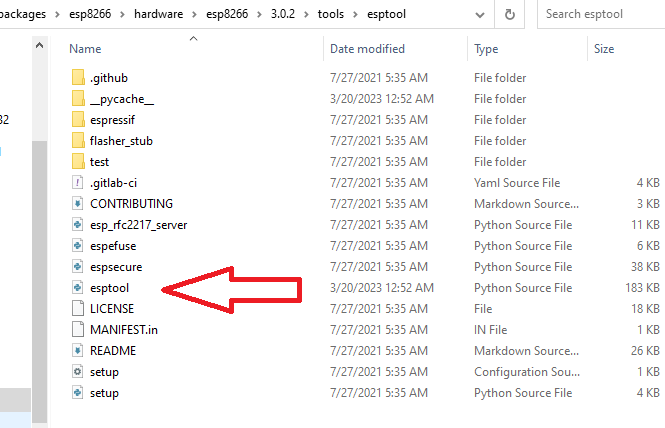 packages > esp8266 > hardware > esp8266 > 3.0.2 > tools > esptool Search esptool
Name Date modified Type Size
.github 7/27/2021 5:35 AM File folder
__pycache__ 3/20/2023 12:52 AM File folder
espressif 7/27/2021 5:35 AM File folder
flasher_stub 7/27/2021 5:35 AM File folder
test 7/27/2021 5:35 AM File folder
.gitlab-ci 7/27/2021 5:35 AM Yaml Source File 4 KB
CONTRIBUTING 7/27/2021 5:35 AM Markdown Source... 3 KB
esp_rfc2217_server 7/27/2021 5:35 AM Python Source File 11 KB
espefuse 7/27/2021 5:35 AM Python Source File 6 KB
espsecure 7/27/2021 5:35 AM Python Source File 38 KB
esptool 3/20/2023 12:52 AM Python Source File 183 KB
LICENSE 7/27/2021 5:35 AM File 18 KB
MANIFEST.in 7/27/2021 5:35 AM IN File 1 KB
README 7/27/2021 5:35 AM Markdown Source... 26 KB
setup 7/27/2021 5:35 AM Configuration Sou... 1 KB
setup 7/27/2021 5:35 AM Python Source File 4 KB